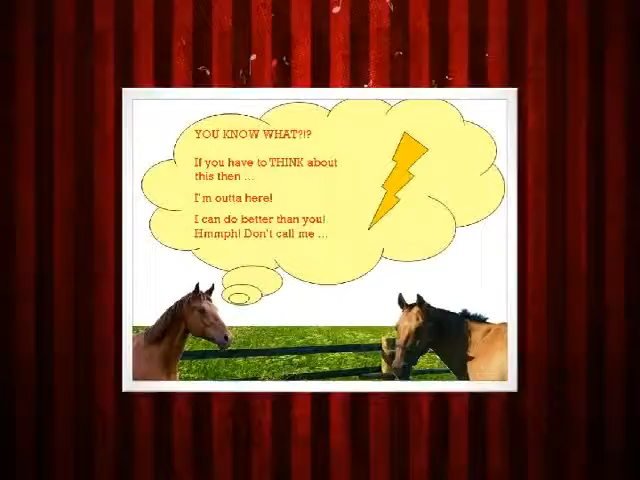 YOU KNOW WHAT?!?
If you have to THINK about
this then ...
I'm outta here!
I can do better than you!
Hmmph! Don't call me ...